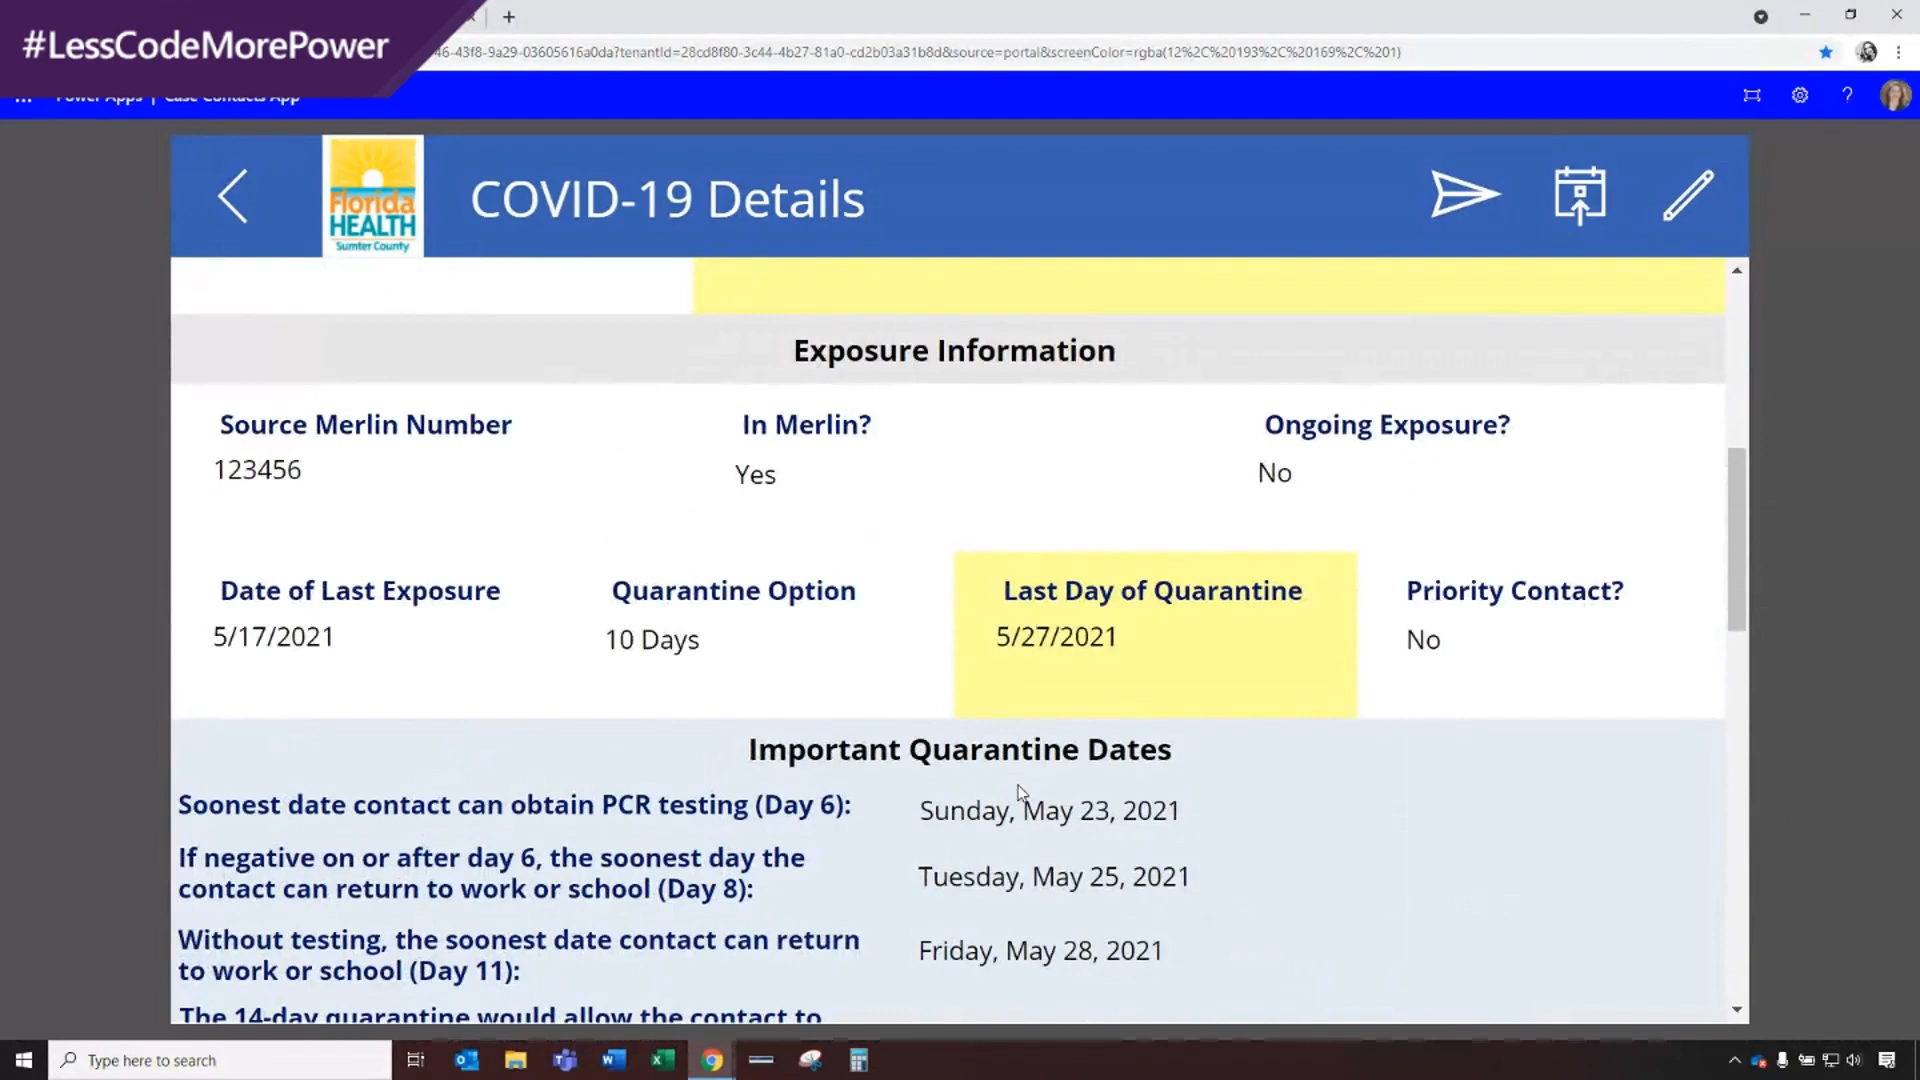 #LessCodeMorePower
46-43f8-9a29-03605616a0da?tenantId=28cd8f80-3c44-4b27-81a0-cd2b03a31b8d&source=portal&screenColor=rgba(12%2C%20193%2C%20169%2C%201)
Power Apps | Case Contacts App
Florida
HEALTH
Sumter County
COVID-19 Details
Exposure Information
Source Merlin Number In Merlin? Ongoing Exposure?
123456 Yes No
Date of Last Exposure Quarantine Option Last Day of Quarantine Priority Contact?
5/17/2021 10 Days 5/27/2021 No
Important Quarantine Dates
Soonest date contact can obtain PCR testing (Day 6): Sunday, May 23, 2021
If negative on or after day 6, the soonest day the
contact can return to work or school (Day 8): Tuesday, May 25, 2021
Without testing, the soonest date contact can return
to work or school (Day 11): Friday, May 28, 2021
The 14-day quarantine would allow the contact to
Type here to search